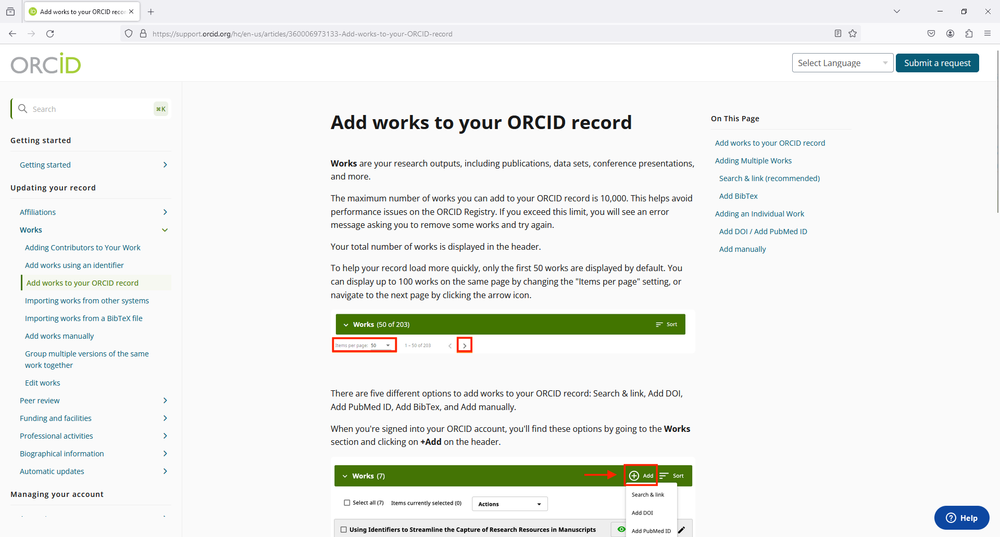 Add works to your ORCID recor
https://support.orcid.org/hc/en-us/articles/360006973133-Add-works-to-your-ORCID-record
ORCID
Select Language
Submit a request
Search
⌘K
Getting started
Getting started
Updating your record
Affiliations
Works
Adding Contributors to Your Work
Add works using an identifier
Add works to your ORCID record
Importing works from other systems
Importing works from a BibTeX file
Add works manually
Group multiple versions of the same
work together
Edit works
Peer review
Funding and facilities
Professional activities
Biographical information
Automatic updates
Managing your account
Add works to your ORCID record
Works are your research outputs, including publications, data sets, conference presentations,
and more.
The maximum number of works you can add to your ORCID record is 10,000. This helps avoid
performance issues on the ORCID Registry. If you exceed this limit, you will see an error
message asking you to remove some works and try again.
Your total number of works is displayed in the header.
To help your record load more quickly, only the first 50 works are displayed by default. You
can display up to 100 works on the same page by changing the "Items per page" setting, or
navigate to the next page by clicking the arrow icon.
Works (50 of 203)
Sort
Items per page: 50
1 – 50 of 203
There are five different options to add works to your ORCID record: Search & link, Add DOI,
Add PubMed ID, Add BibTex, and Add manually.
When you're signed into your ORCID account, you'll find these options by going to the Works
section and clicking on +Add on the header.
Works (7)
Add
Sort
Search & link
Select all (7)
Items currently selected (0)
Actions
Add DOI
Using Identifiers to Streamline the Capture of Research Resources in Manuscripts
Add PubMed ID
On This Page
Add works to your ORCID record
Adding Multiple Works
Search & link (recommended)
Add BibTex
Adding an Individual Work
Add DOI / Add PubMed ID
Add manually
Help